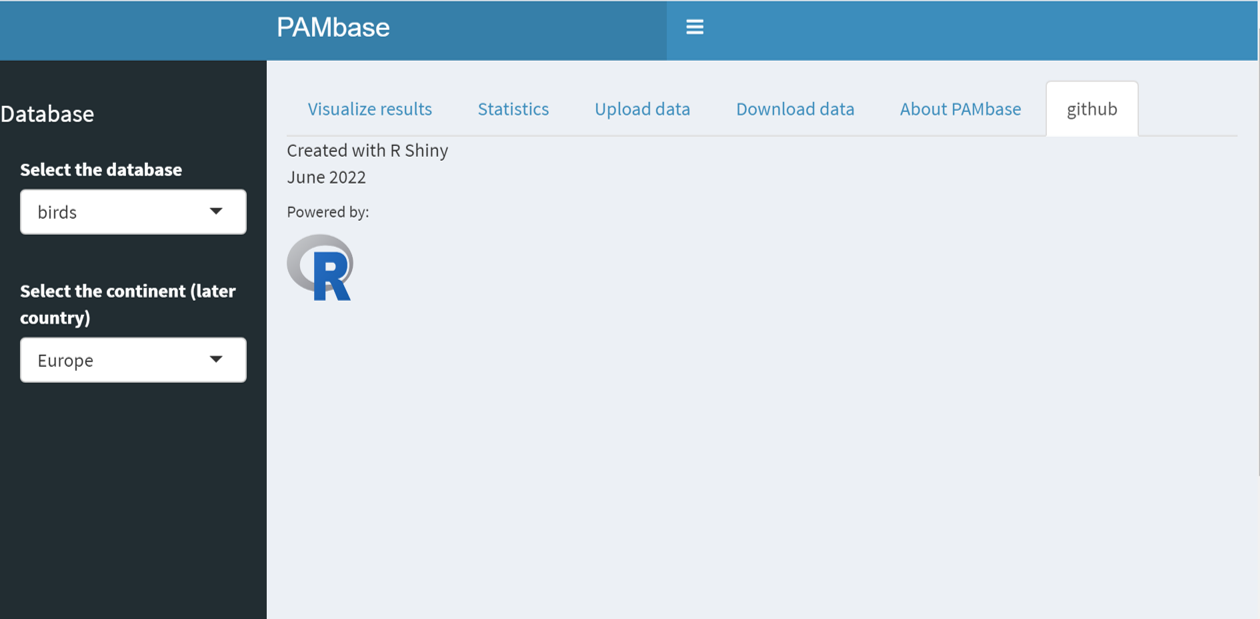 PAMbase
Database
Select the database
birds
Select the continent (later
country)
Europe
Visualize results
Statistics
Upload data
Download data
About PAMbase
github
Created with R Shiny
June 2022
Powered by:
R